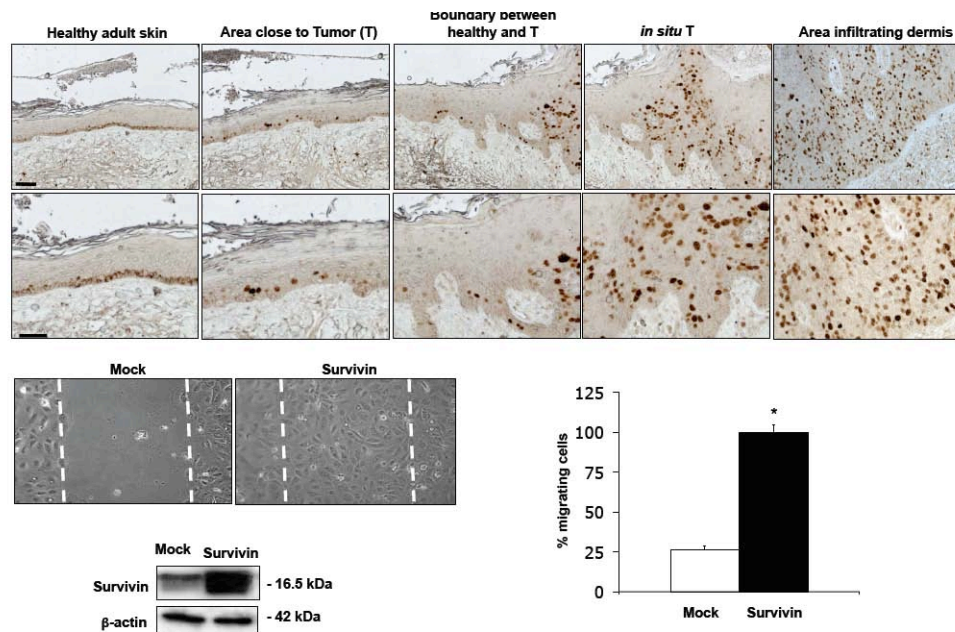 Boundary between
Healthy adult skin
Area close to Tumor (T)
healthy and T
in situ T
Area infiltrating dermis
Mock
Survivin
125
*
100
75
50
25
0
% migrating cells
Mock
Survivin
Mock
Survivin
Survivin
- 16.5 kDa
β-actin
- 42 kDa